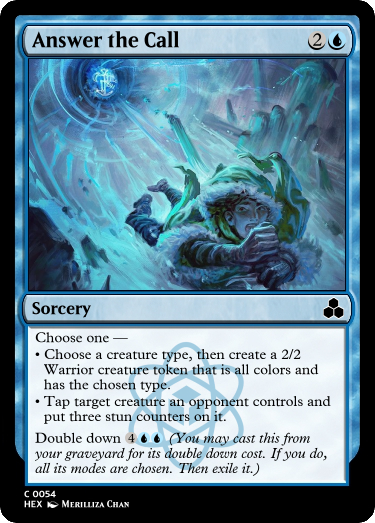 Answer the Call 2U
Sorcery
Choose one —
• Choose a creature type, then create a 2/2
Warrior creature token that is all colors and
has the chosen type.
• Tap target creature an opponent controls and
put three stun counters on it.
Double down 4UU (You may cast this from
your graveyard for its double down cost. If you do,
all its modes are chosen. Then exile it.)
C 0054
HEX Merilliza Chan